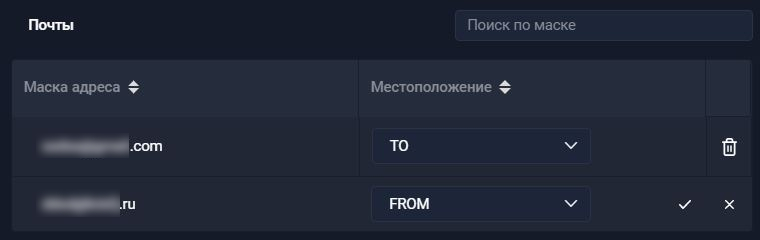 Почты
Поиск по маске
Маска адреса
Местоположение
.com
TO
.ru
FROM